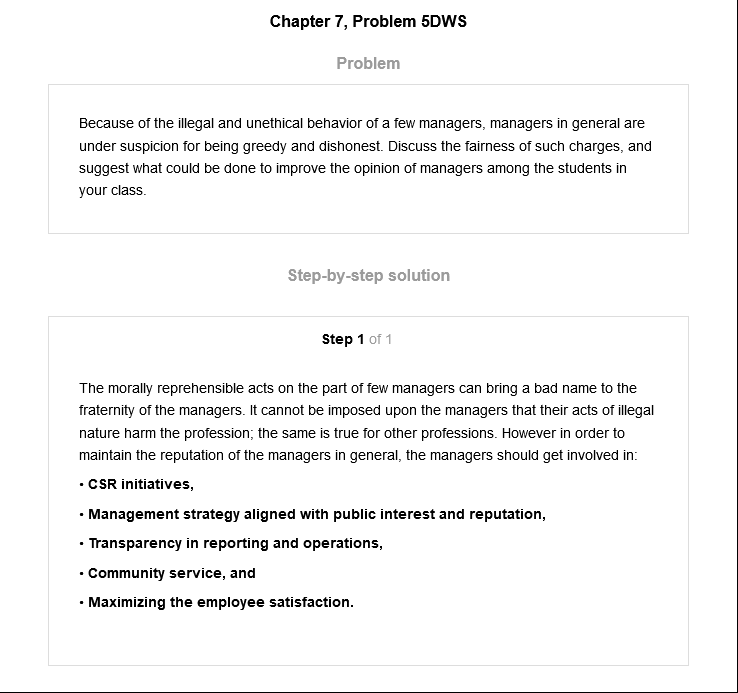 Chapter 7, Problem 5DWS
Problem
Because of the illegal and unethical behavior of a few managers, managers in general are
under suspicion for being greedy and dishonest. Discuss the fairness of such charges, and
suggest what could be done to improve the opinion of managers among the students in
your class.
Step-by-step solution
Step 1 of 1
The morally reprehensible acts on the part of few managers can bring a bad name to the
fraternity of the managers. It cannot be imposed upon the managers that their acts of illegal
nature harm the profession; the same is true for other professions. However in order to
maintain the reputation of the managers in general, the managers should get involved in:
• CSR initiatives,
• Management strategy aligned with public interest and reputation,
• Transparency in reporting and operations,
• Community service, and
• Maximizing the employee satisfaction.